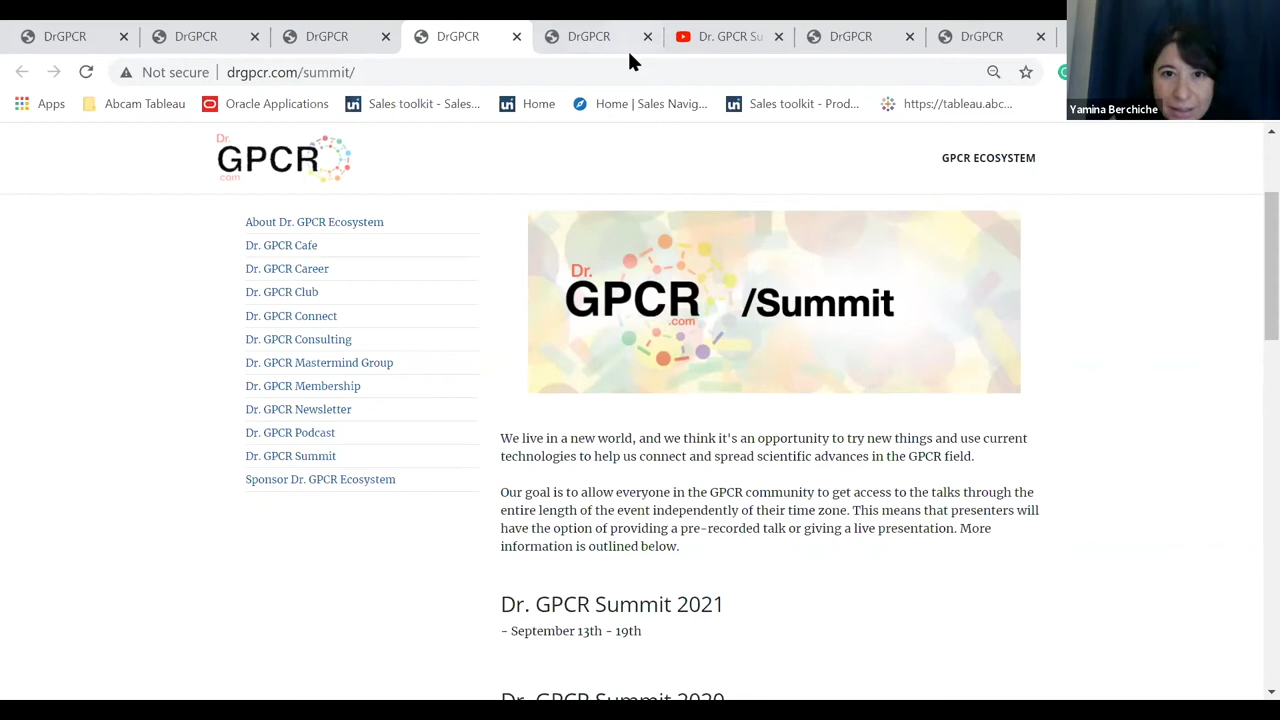 DrGPCR DrGPCR DrGPCR DrGPCR DrGPCR Dr. GPCR Su DrGPCR DrGPCR
Not secure drgpcr.com/summit/
Apps Abcam Tableau Oracle Applications Sales toolkit - Sales... Home Home | Sales Navig... Sales toolkit - Prod... https://tableau.abc...
Yamina Berchiche
Dr.
GPCR
.com
GPCR ECOSYSTEM
About Dr. GPCR Ecosystem
Dr. GPCR Cafe
Dr. GPCR Career
Dr. GPCR Club
Dr. GPCR Connect
Dr. GPCR Consulting
Dr. GPCR Mastermind Group
Dr. GPCR Membership
Dr. GPCR Newsletter
Dr. GPCR Podcast
Dr. GPCR Summit
Sponsor Dr. GPCR Ecosystem
Dr.
GPCR /Summit
.com
We live in a new world, and we think it's an opportunity to try new things and use current
technologies to help us connect and spread scientific advances in the GPCR field.
Our goal is to allow everyone in the GPCR community to get access to the talks through the
entire length of the event independently of their time zone. This means that presenters will
have the option of providing a pre-recorded talk or giving a live presentation. More
information is outlined below.
Dr. GPCR Summit 2021
- September 13th - 19th
Dr. GPCR Summit 2020